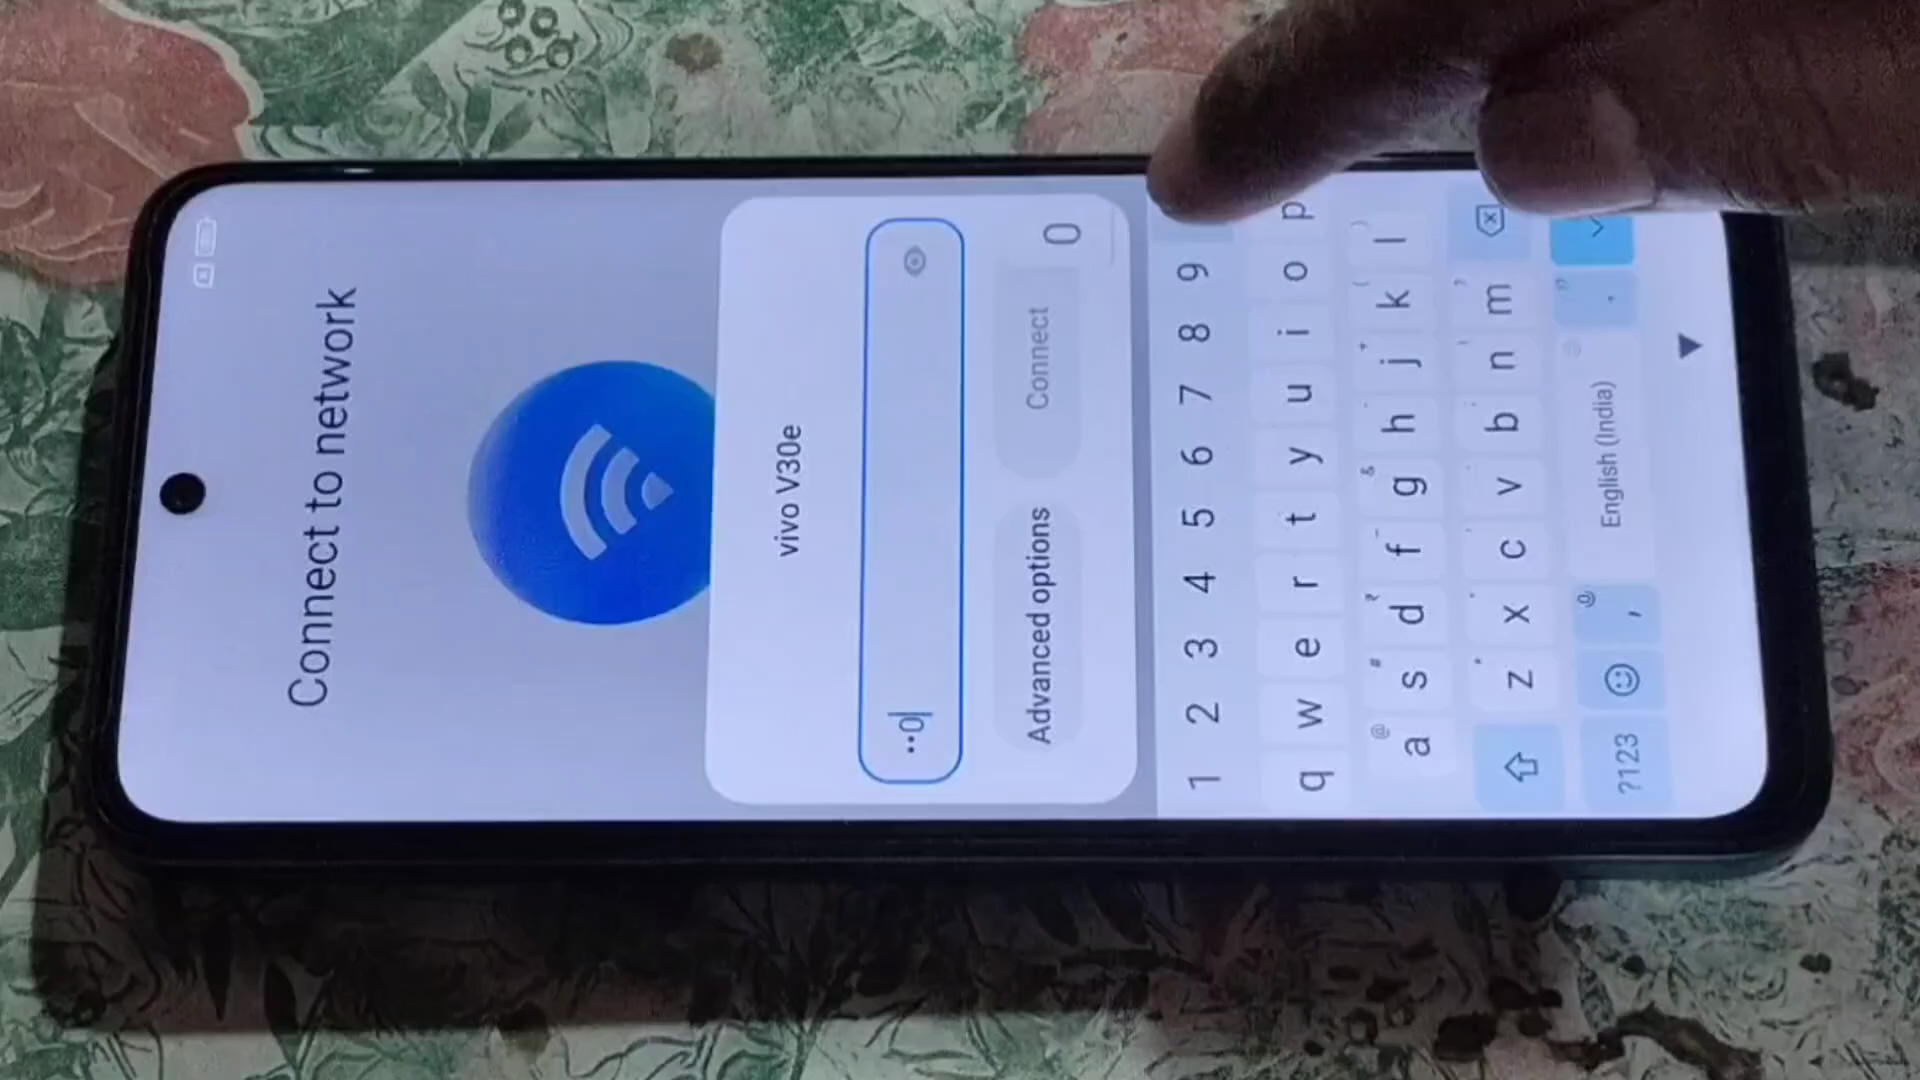 Connect to network
vivo V30e
••0
Advanced options Connect
0
1 2 3 4 5 6 7 8 9
q w e r t y u i o p
@ # ₹ _ & - + ( )
a s d f g h j k l
z x c v b n m
?123 , English (India) .